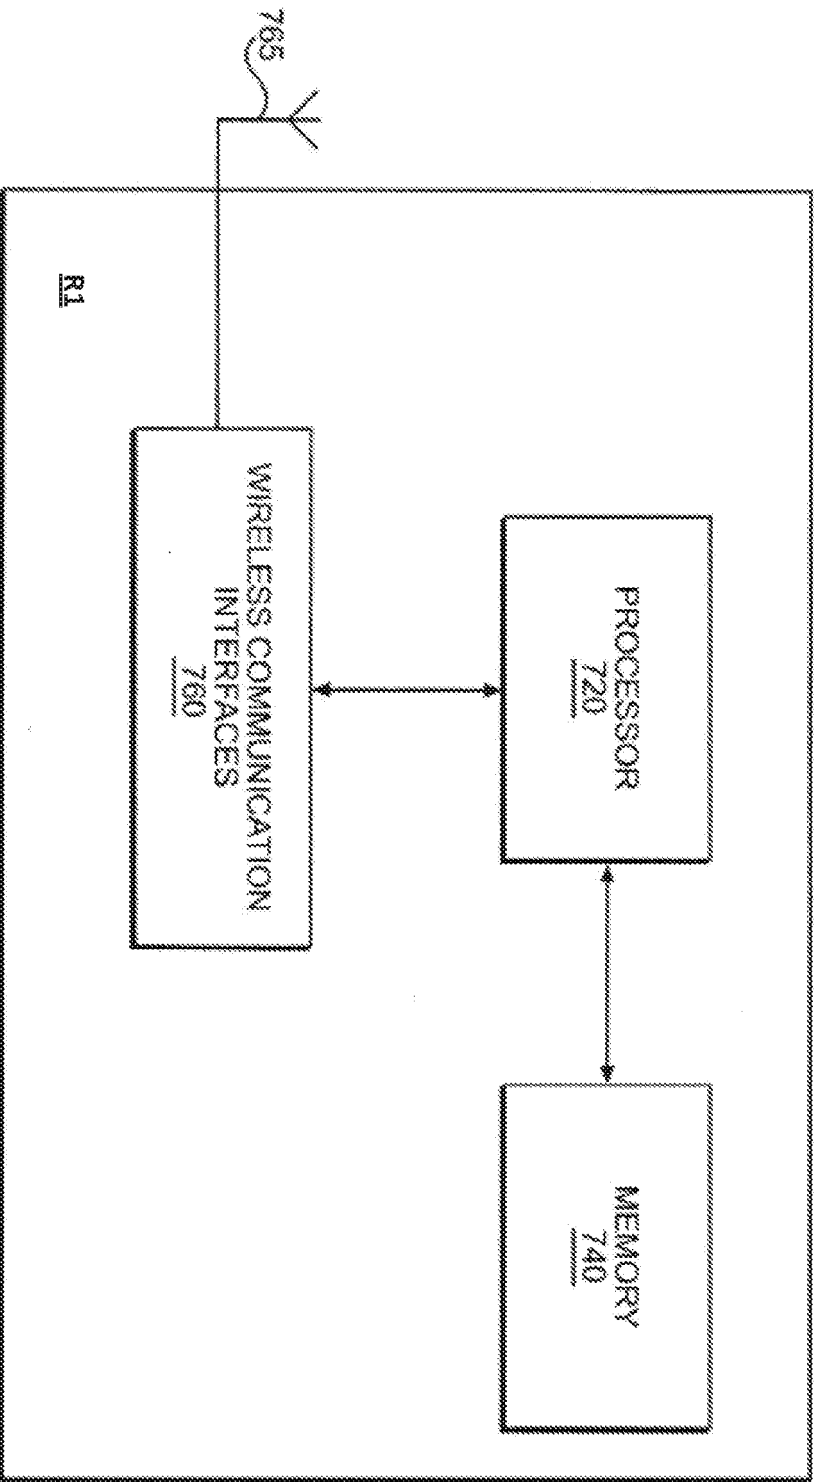 PROCESSOR
720
MEMORY
740
WIRELESS COMMUNICATION
INTERFACES
760
765
R1